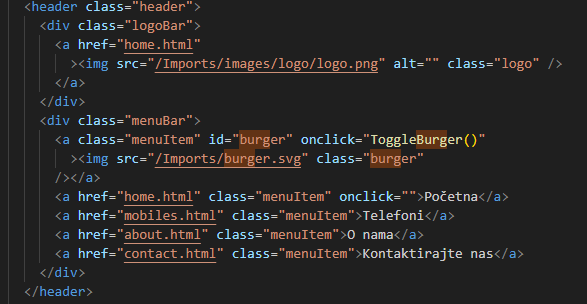 <header class="header">
<div class="logoBar">
<a href="home.html"
><img src="/Imports/images/logo/logo.png" alt="" class="logo" />
</a>
</div>
<div class="menuBar">
<a class="menuItem" id="burger" onclick="ToggleBurger()"
><img src="/Imports/burger.svg" class="burger"
/></a>
<a href="home.html" class="menuItem" onclick="">Početna</a>
<a href="mobiles.html" class="menuItem">Telefoni</a>
<a href="about.html" class="menuItem">O nama</a>
<a href="contact.html" class="menuItem">Kontaktirajte nas</a>
</div>
</header>